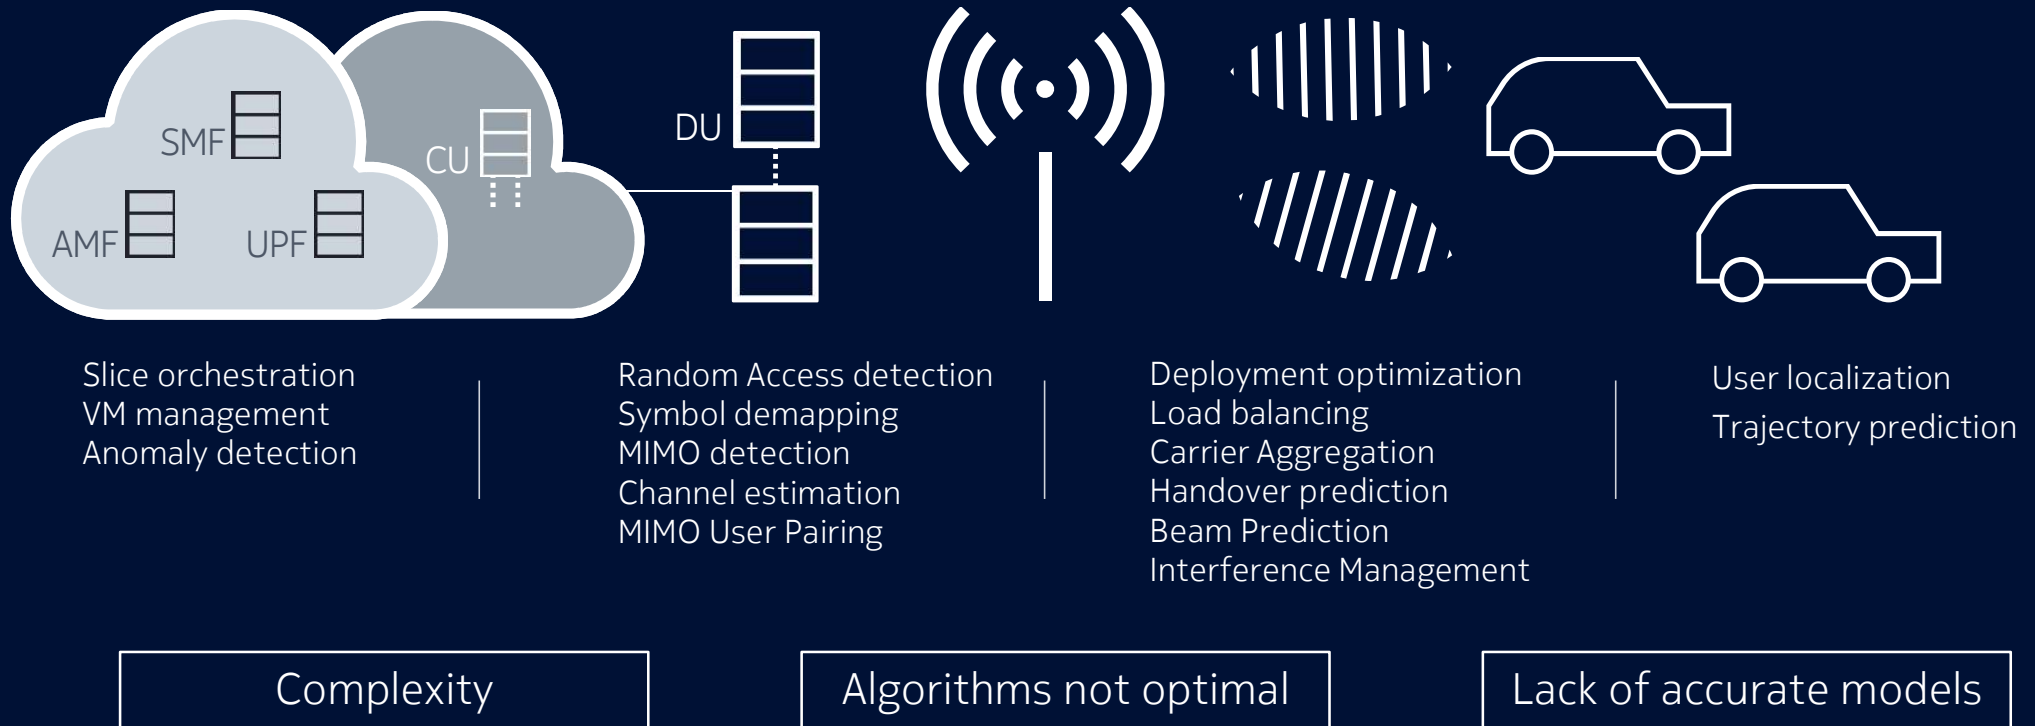 SMF
AMF
UPF
CU
DU
Slice orchestration
VM management
Anomaly detection
Random Access detection
Symbol demapping
MIMO detection
Channel estimation
MIMO User Pairing
Deployment optimization
Load balancing
Carrier Aggregation
Handover prediction
Beam Prediction
Interference Management
User localization
Trajectory prediction
Complexity
Algorithms not optimal
Lack of accurate models